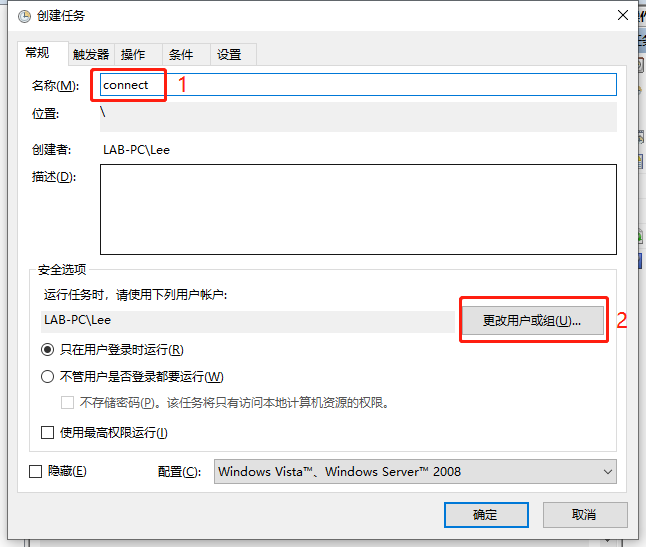 创建任务
常规 触发器 操作 条件 设置
名称(M): connect 1
位置: \
创建者: LAB-PC\Lee
描述(D):
安全选项
运行任务时，请使用下列用户帐户:
LAB-PC\Lee 更改用户或组(U)... 2
只在用户登录时运行(R)
不管用户是否登录都要运行(W)
不存储密码(P)。该任务将只有访问本地计算机资源的权限。
使用最高权限运行(I)
隐藏(E) 配置(C): Windows Vista™、Windows Server™ 2008
确定 取消